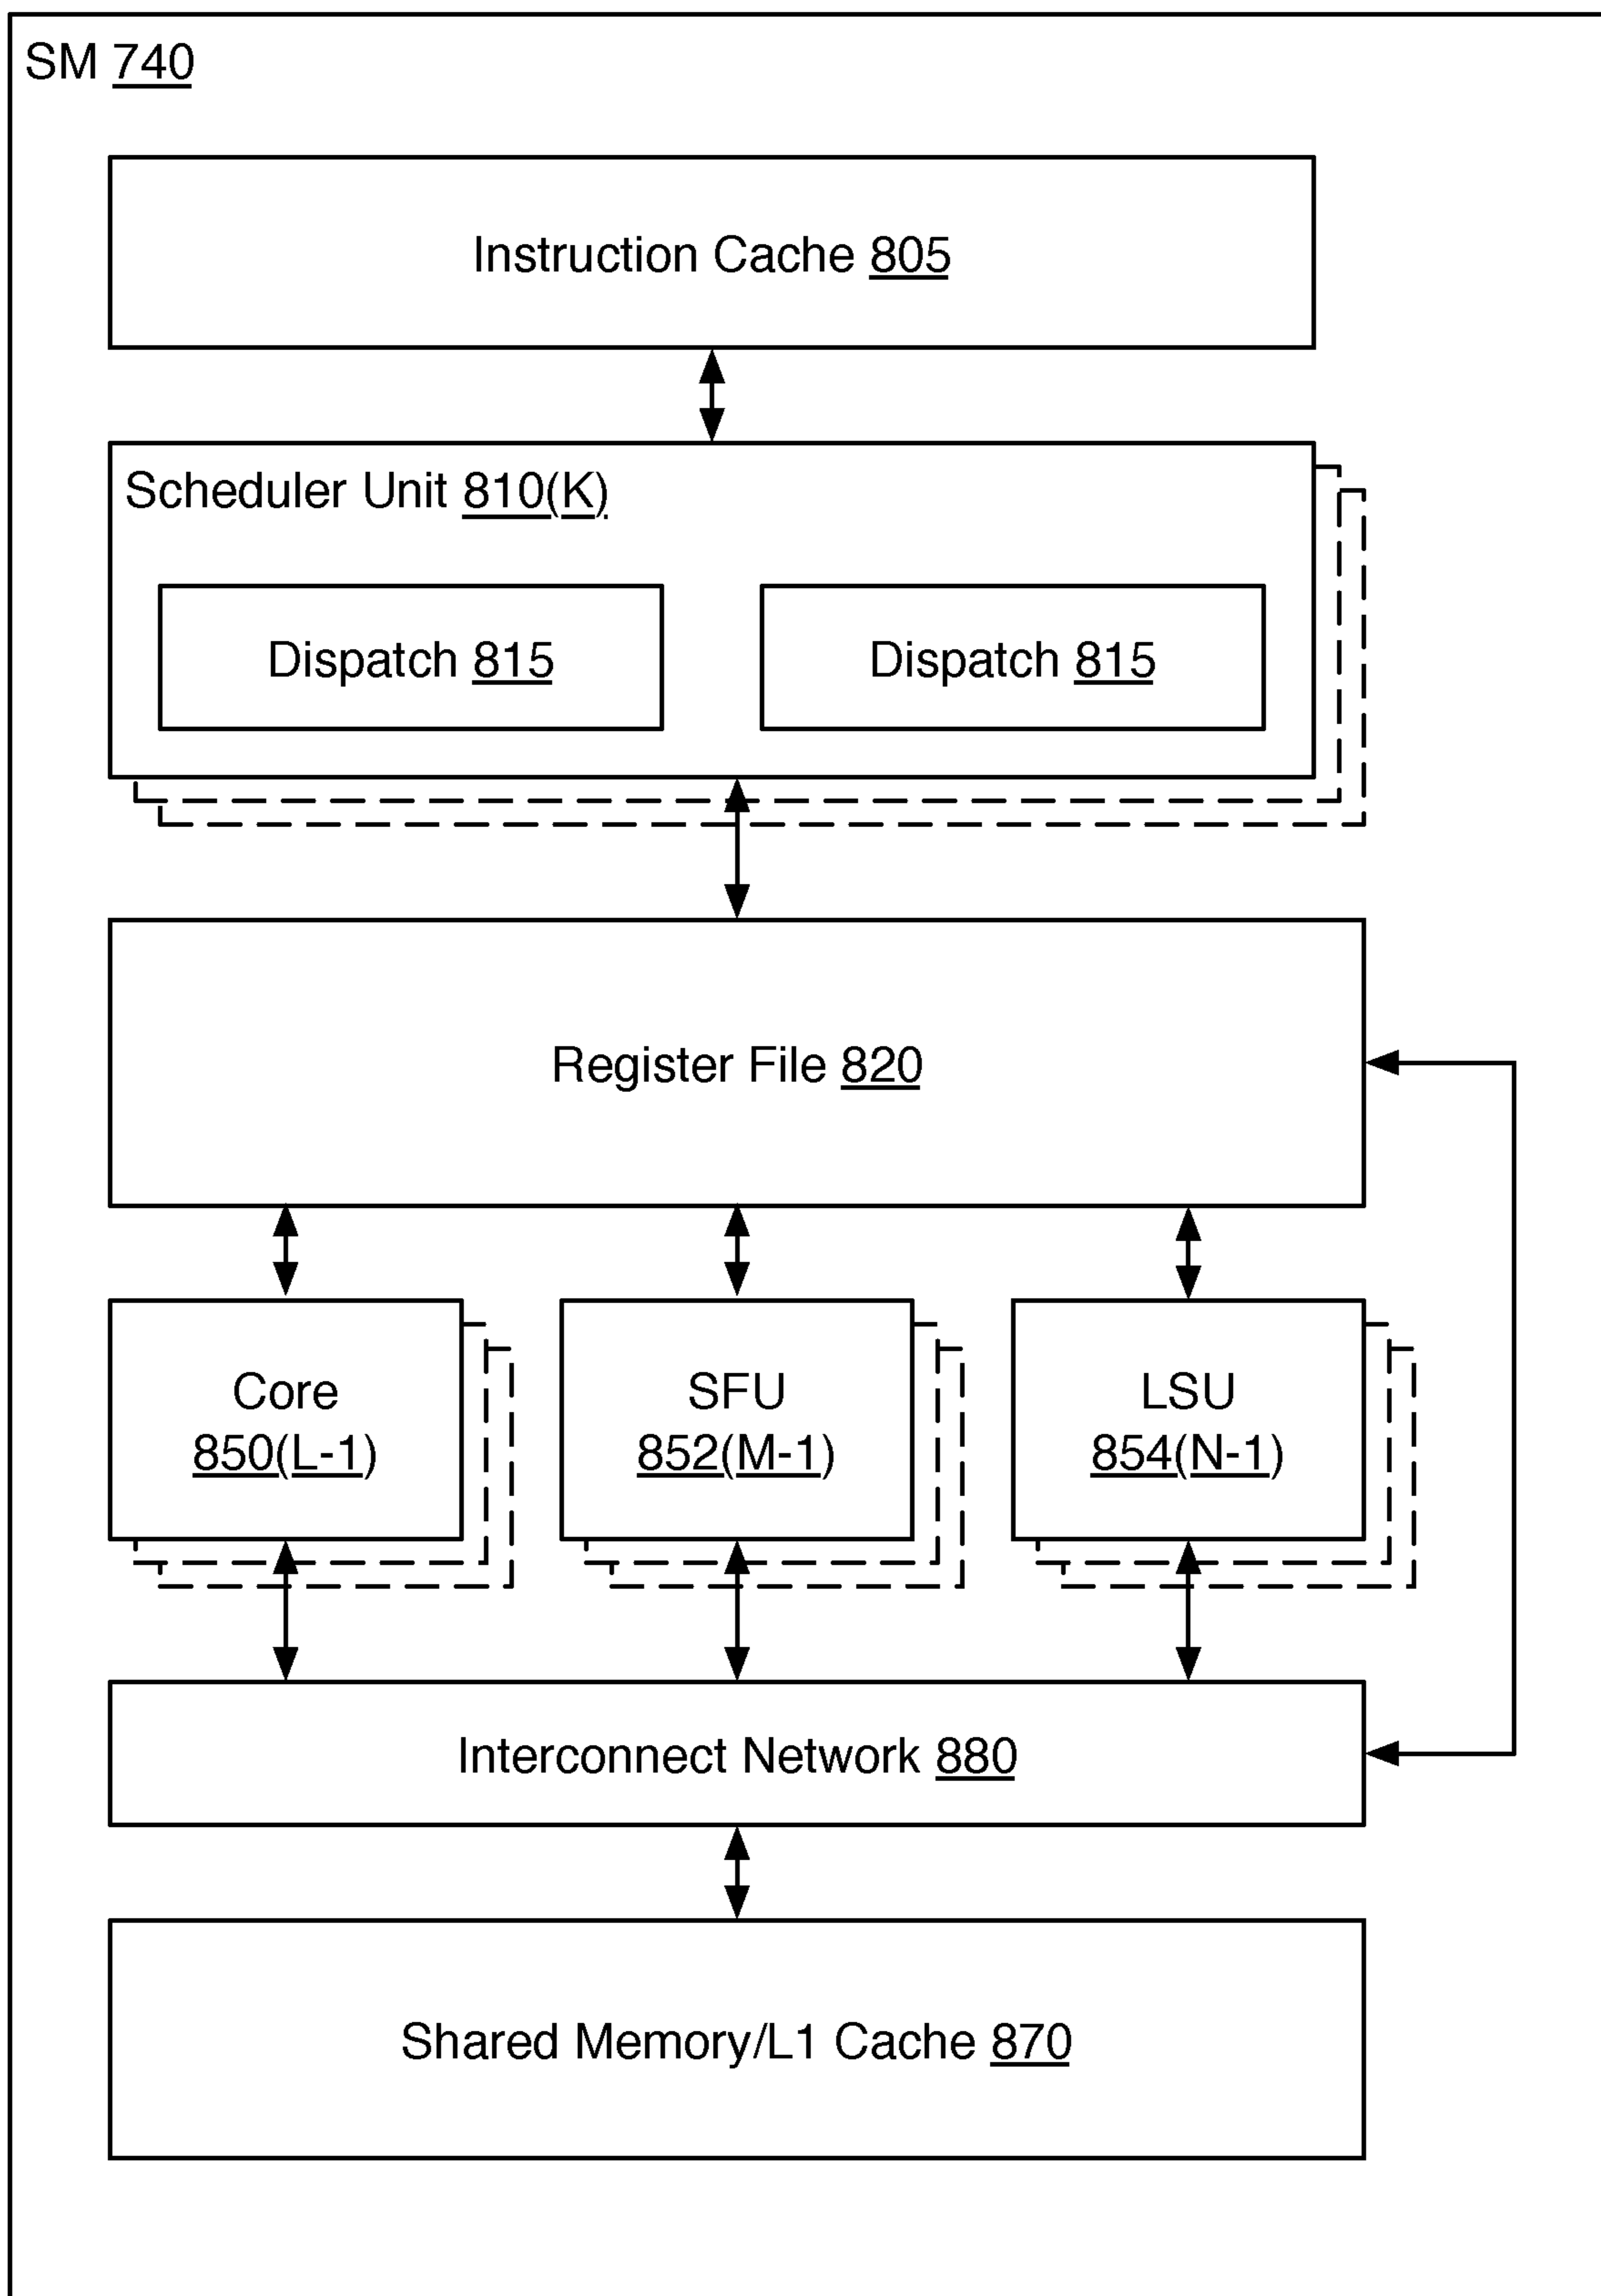 SM 740
Instruction Cache 805
Scheduler Unit 810(K)
Dispatch 815
Dispatch 815
Register File 820
Core
850(L-1)
SFU
852(M-1)
LSU
854(N-1)
Interconnect Network 880
Shared Memory/L1 Cache 870